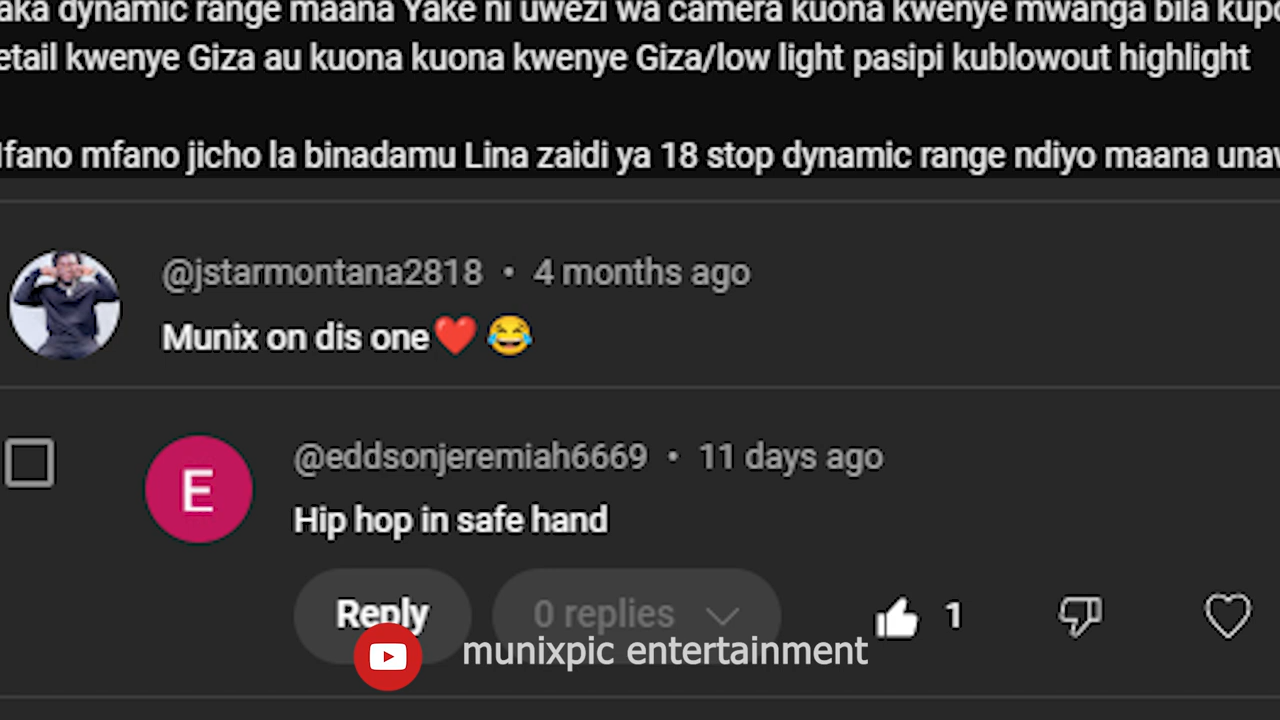 aka dynamic range maana Yake ni uwezi wa camera kuona kwenye mwanga bila
etail kwenye Giza au kuona kuona kwenye Giza/low light pasipi kublowout highlight
fano mfano jicho la binadamu Lina zaidi ya 18 stop dynamic range ndiyo maana
@jstarmontana2818 • 4 months ago
Munix on dis one❤️😂
E
@eddsonjeremiah6669 • 11 days ago
Hip hop in safe hand
Reply 0 replies 1
munixpic entertainment